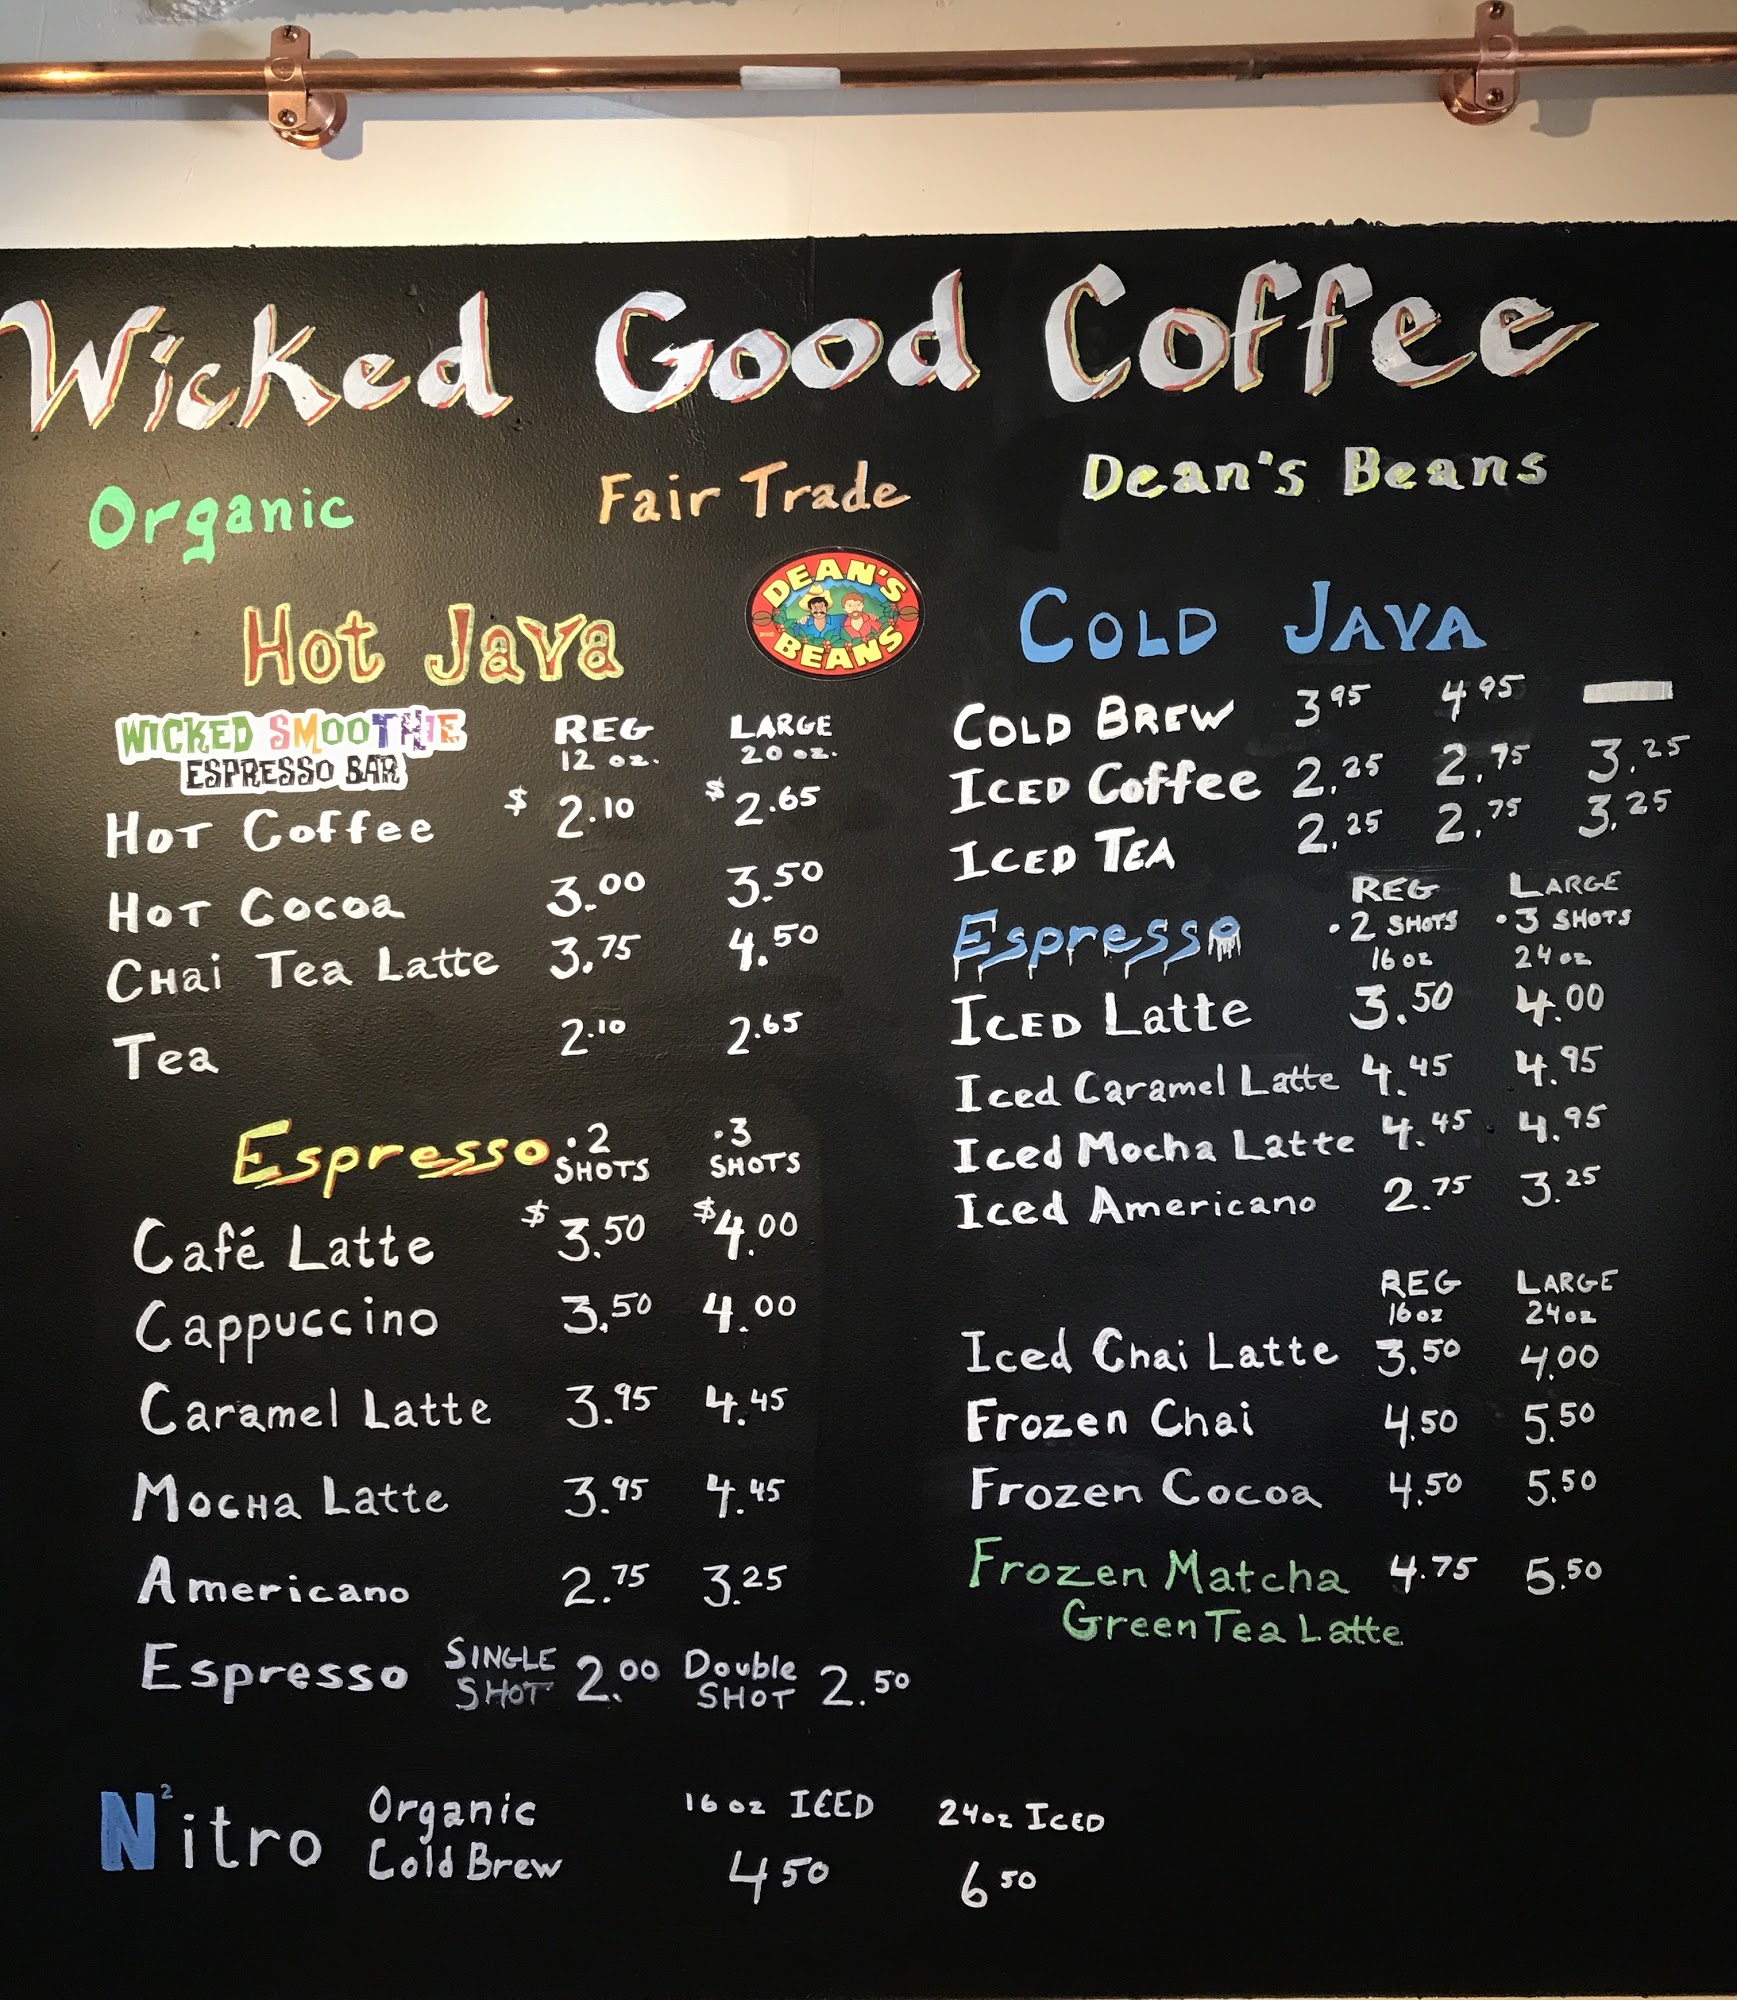 Wicked Good Coffee
Organic Fair Trade Dean's Beans
DEAN'S
BEANS
Hot Java
WICKED SMOOTHIE
ESPRESSO BAR
REG LARGE
12 oz. 20 oz.
Hot Coffee $ 2.10 $ 2.65
Hot Cocoa 3.00 3.50
Chai Tea Latte 3.75 4.50
Tea 2.10 2.65
Espresso • 2 SHOTS • 3 SHOTS
Café Latte $ 3.50 $ 4.00
Cappuccino 3.50 4.00
Caramel Latte 3.95 4.45
Mocha Latte 3.95 4.45
Americano 2.75 3.25
Espresso SINGLE SHOT 2.00 Double SHOT 2.50
COLD JAVA
COLD BREW 3 95 4 95
ICED Coffee 2.25 2.75 3.25
ICED TEA 2.25 2.75 3.25
REG LARGE
Espresso • 2 SHOTS • 3 SHOTS
16 oz 24 oz
ICED Latte 3.50 4.00
Iced Caramel Latte 4.45 4.95
Iced Mocha Latte 4.45 4.95
Iced Americano 2.75 3.25
REG LARGE
16 oz 24 oz
Iced Chai Latte 3.50 4.00
Frozen Chai 4.50 5.50
Frozen Cocoa 4.50 5.50
Frozen Matcha 4.75 5.50
Green Tea Latte
N²itro Organic 16 oz ICED 24oz ICED
Cold Brew 4 50 6 50